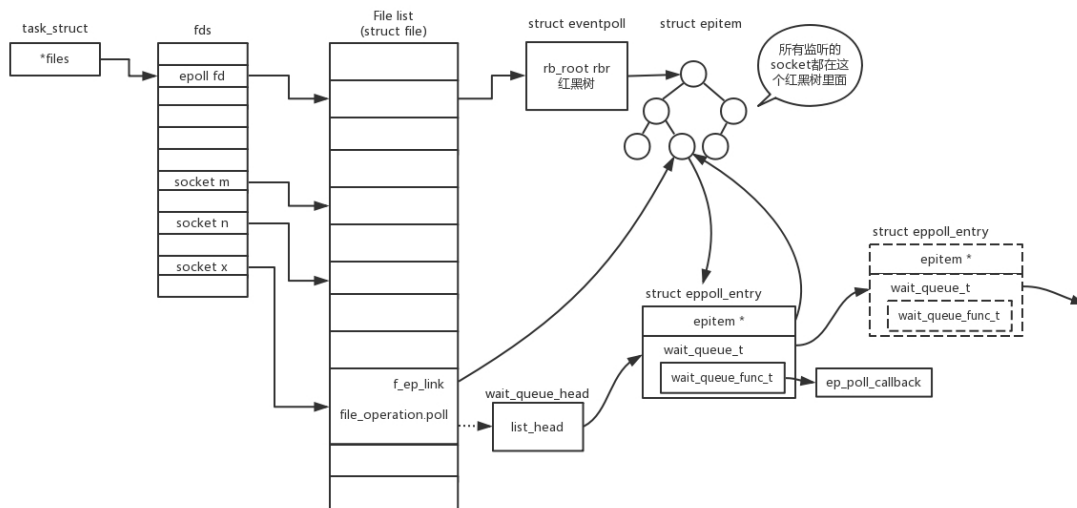 task_struct
*files
fds
epoll fd
socket m
socket n
socket x
File list
(struct file)
f_ep_link
file_operation.poll
struct eventpoll
rb_root rbr
红黑树
struct epitem
所有监听的
socket都在这
个红黑树里面
wait_queue_head
list_head
struct eppoll_entry
epitem *
wait_queue_t
wait_queue_func_t
ep_poll_callback
struct eppoll_entry
epitem *
wait_queue_t
wait_queue_func_t